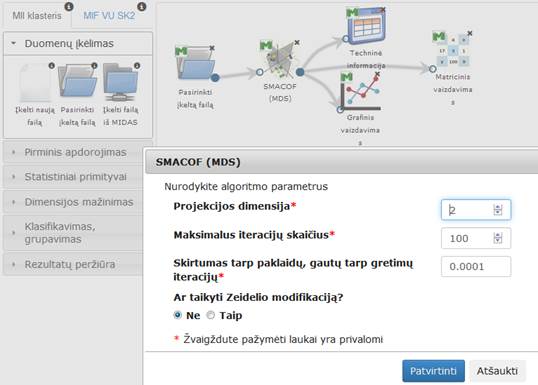 MII klasteris
MIF VU SK2
Duomenų įkėlimas
Įkelti naują failą
Pasirinkti įkeltą failą
Įkelti failą iš MIDAS
Pirminis apdorojimas
Statistiniai primityvai
Dimensijos mažinimas
Klasifikavimas, grupavimas
Rezultatų peržiūra
Pasirinkti įkeltą failą
SMACOF (MDS)
Techninė informacija
Grafinis vaizdavimas
Matricinis vaizdavimas
SMACOF (MDS)
Nurodykite algoritmo parametrus
Projekcijos dimensija*
2
Maksimalus iteracijų skaičius*
100
Skirtumas tarp paklaidų, gautų tarp gretimų
iteracijų*
0.0001
Ar taikyti Zeidelio modifikaciją?
Ne Taip
* Žvaigždute pažymėti laukai yra privalomi
Patvirtinti Atšaukti